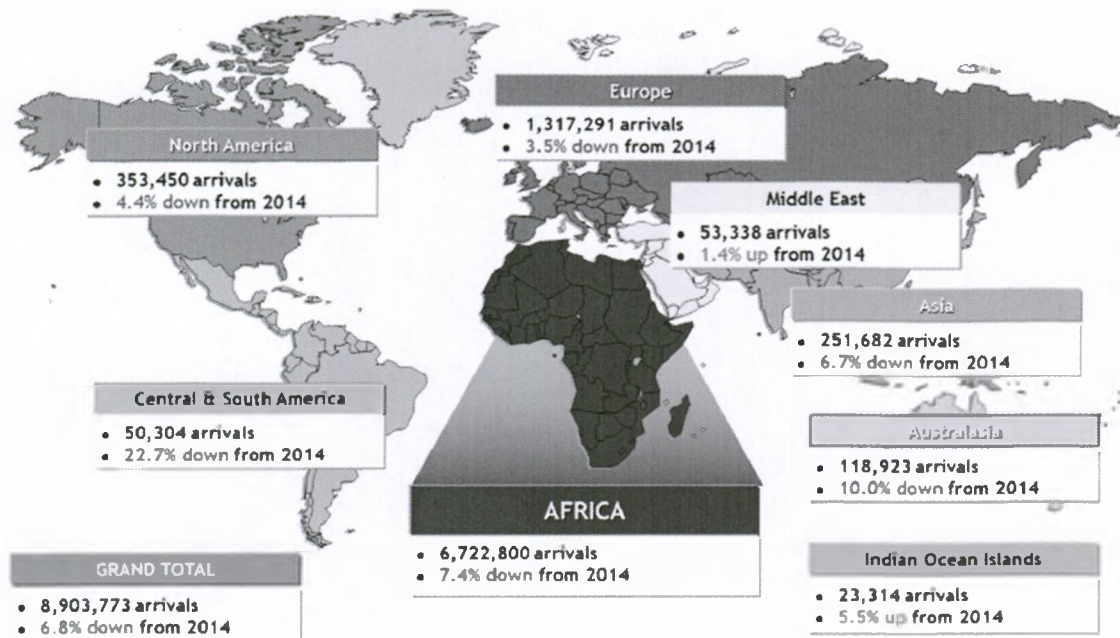 Europe
• 1,317,291 arrivals
• 3.5% down from 2014
North America
• 353,450 arrivals
• 4.4% down from 2014
Middle East
• 53,338 arrivals
• 1.4% up from 2014
Asia
• 251,682 arrivals
• 6.7% down from 2014
Central & South America
• 50,304 arrivals
• 22.7% down from 2014
Australasia
• 118,923 arrivals
• 10.0% down from 2014
AFRICA
• 6,722,800 arrivals
• 7.4% down from 2014
Indian Ocean Islands
• 23,314 arrivals
• 5.5% up from 2014
GRAND TOTAL
• 8,903,773 arrivals
• 6.8% down from 2014